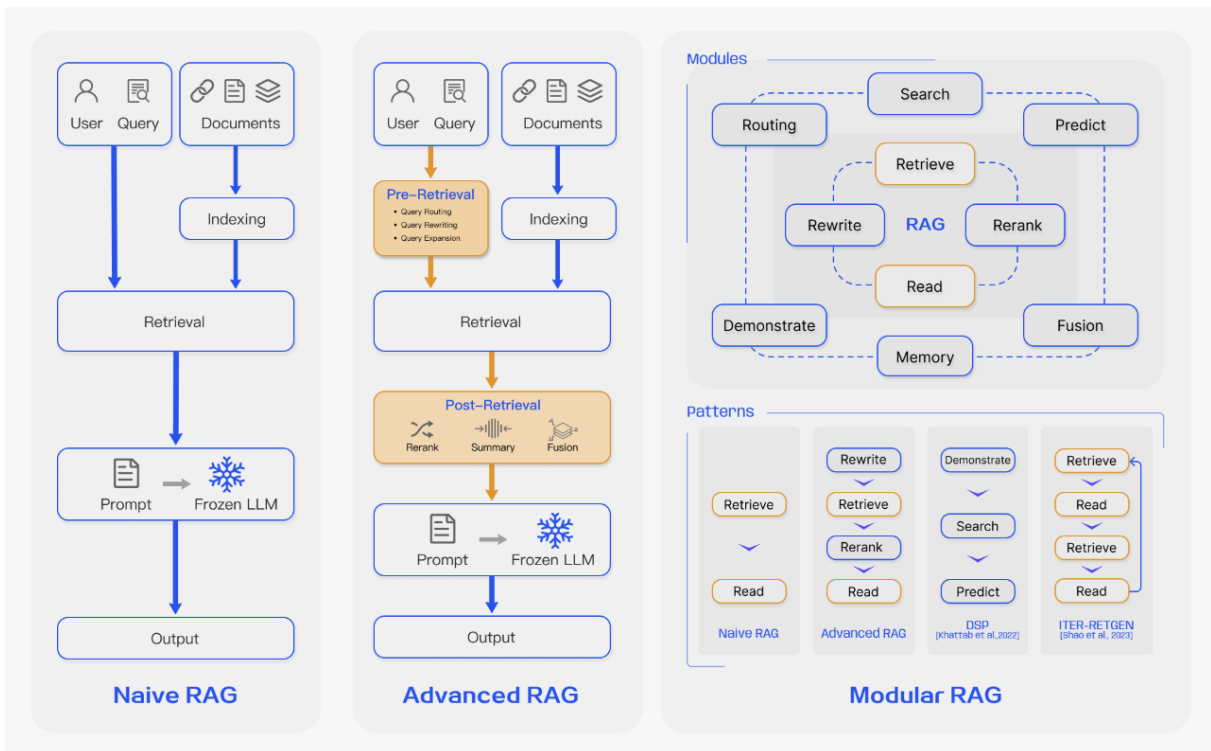 User Query
Documents
Indexing
Retrieval
Prompt
Frozen LLM
Output
Naive RAG
User Query
Documents
Pre-Retrieval
• Query Routing
• Query Rewriting
• Query Expansion
Indexing
Retrieval
Post-Retrieval
Rerank
Summary
Fusion
Prompt
Frozen LLM
Output
Advanced RAG
Modules
Search
Routing
Predict
Retrieve
Rewrite
RAG
Rerank
Read
Demonstrate
Fusion
Memory
Patterns
Retrieve
Read
Naive RAG
Rewrite
Retrieve
Rerank
Read
Advanced RAG
Demonstrate
Search
Predict
DSP
[Khattab et al.,2022]
Retrieve
Read
Retrieve
Read
ITER-RETGEN
[Shao et al., 2023]
Modular RAG